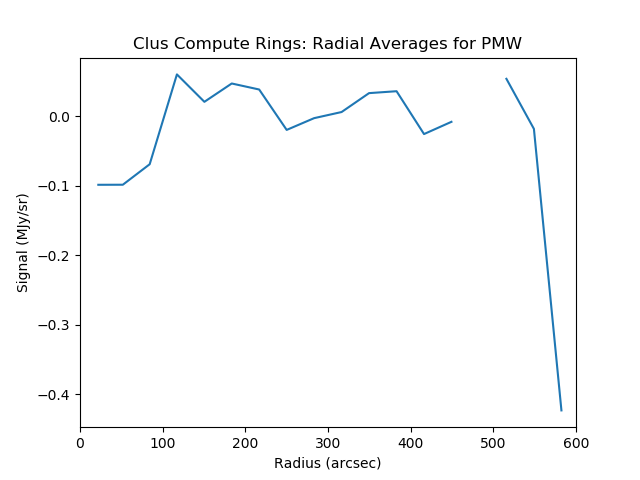 Clus Compute Rings: Radial Averages for PMW
0.0
−0.1
−0.2
−0.3
−0.4
Signal (MJy/sr)
0 100 200 300 400 500 600
Radius (arcsec)